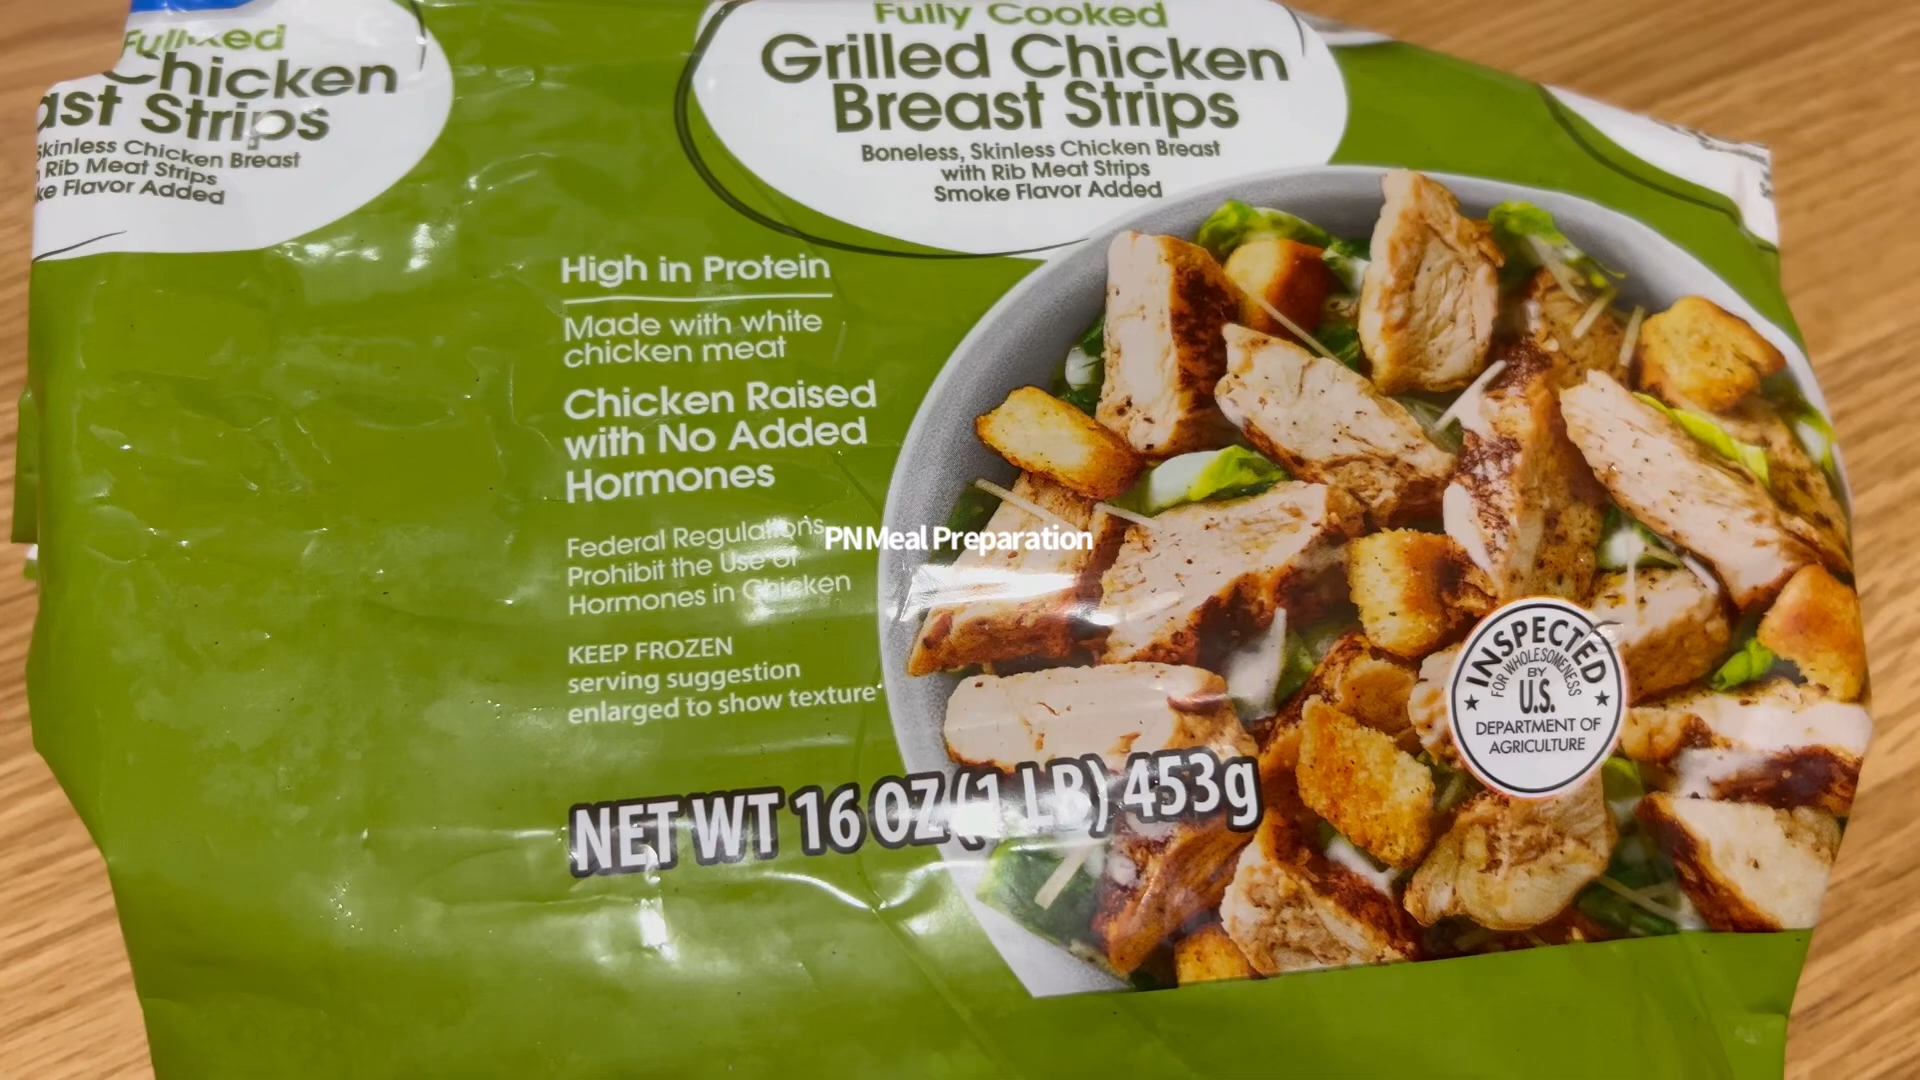 Chicken
Strips
Skinless Chicken Breast
Rib Meat Strips
Flavor Added
Fully Cooked
Grilled Chicken
Breast Strips
Boneless, Skinless Chicken Breast
with Rib Meat Strips
Smoke Flavor Added
High in Protein
Made with white
chicken meat
Chicken Raised
with No Added
Hormones
Federal Regulations
Prohibit the Use of
Hormones in Chicken
KEEP FROZEN
serving suggestion
enlarged to show texture
PN Meal Preparation
NET WT 16 OZ (1 LB) 453g
INSPECTED
FOR WHOLESOMENESS
BY
U.S.
DEPARTMENT OF
AGRICULTURE